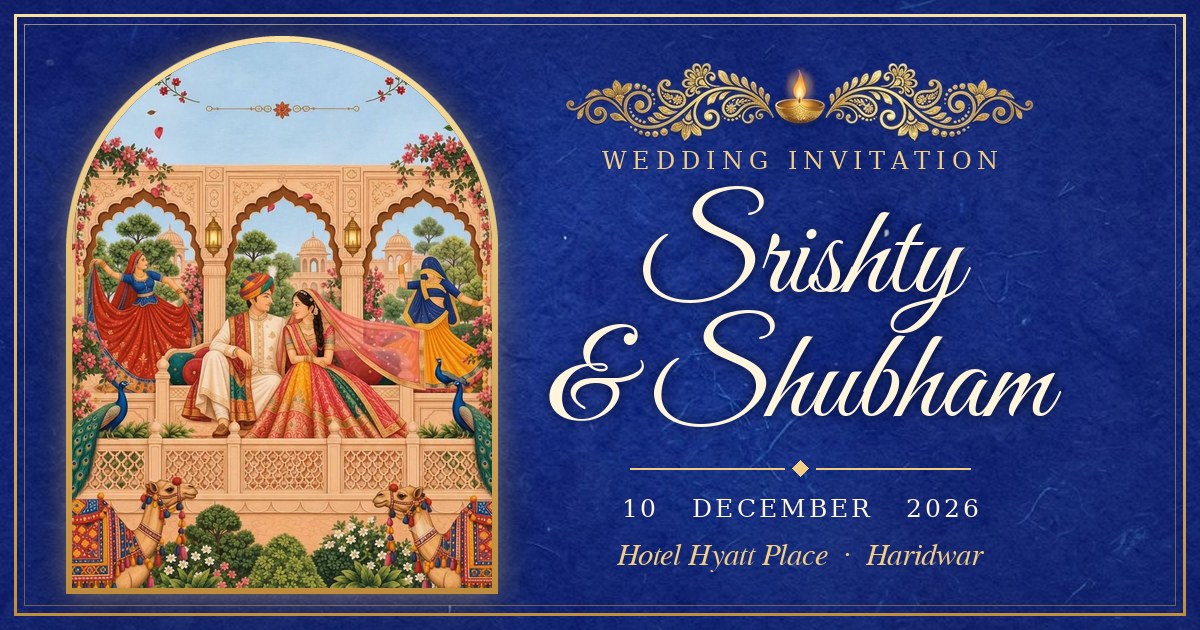 WEDDING INVITATION
Srishty
& Shubham
10 DECEMBER 2026
Hotel Hyatt Place · Haridwar